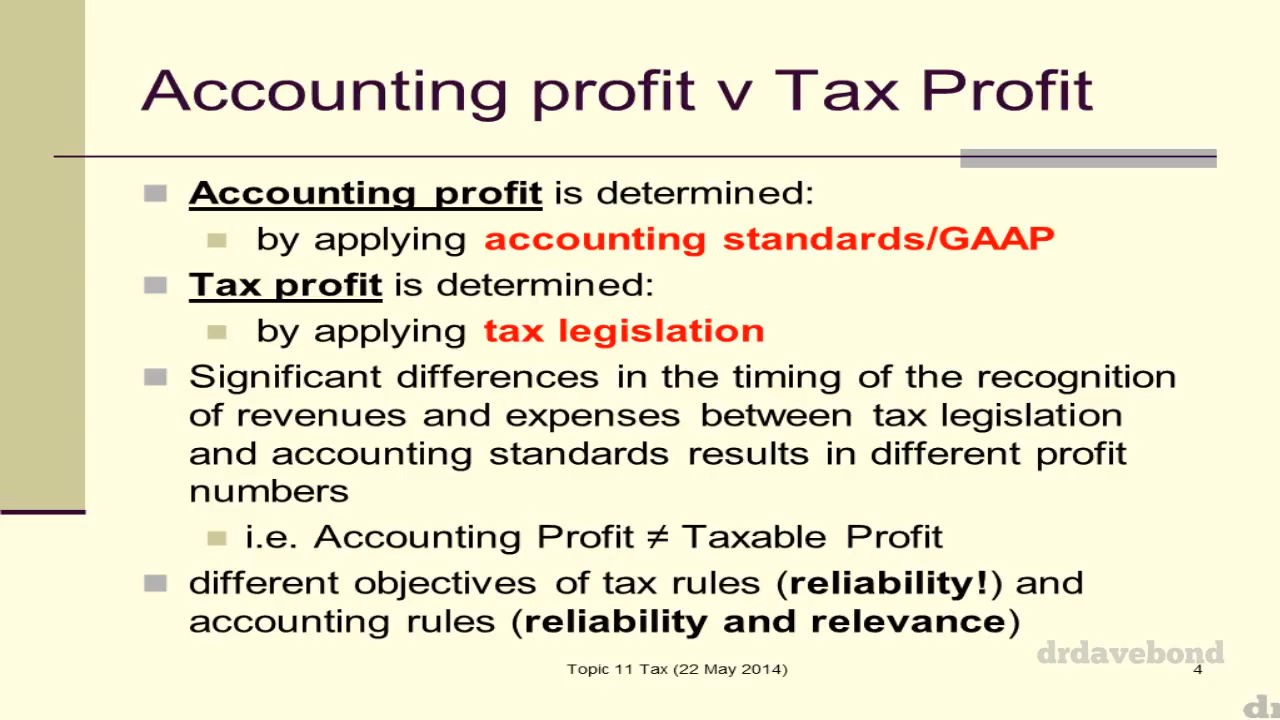 Accounting profit v Tax Profit
Accounting profit is determined:
by applying accounting standards/GAAP
Tax profit is determined:
by applying tax legislation
Significant differences in the timing of the recognition
of revenues and expenses between tax legislation
and accounting standards results in different profit
numbers
i.e. Accounting Profit ≠ Taxable Profit
different objectives of tax rules (reliability!) and
accounting rules (reliability and relevance)
drdavebond
Topic 11 Tax (22 May 2014)
4